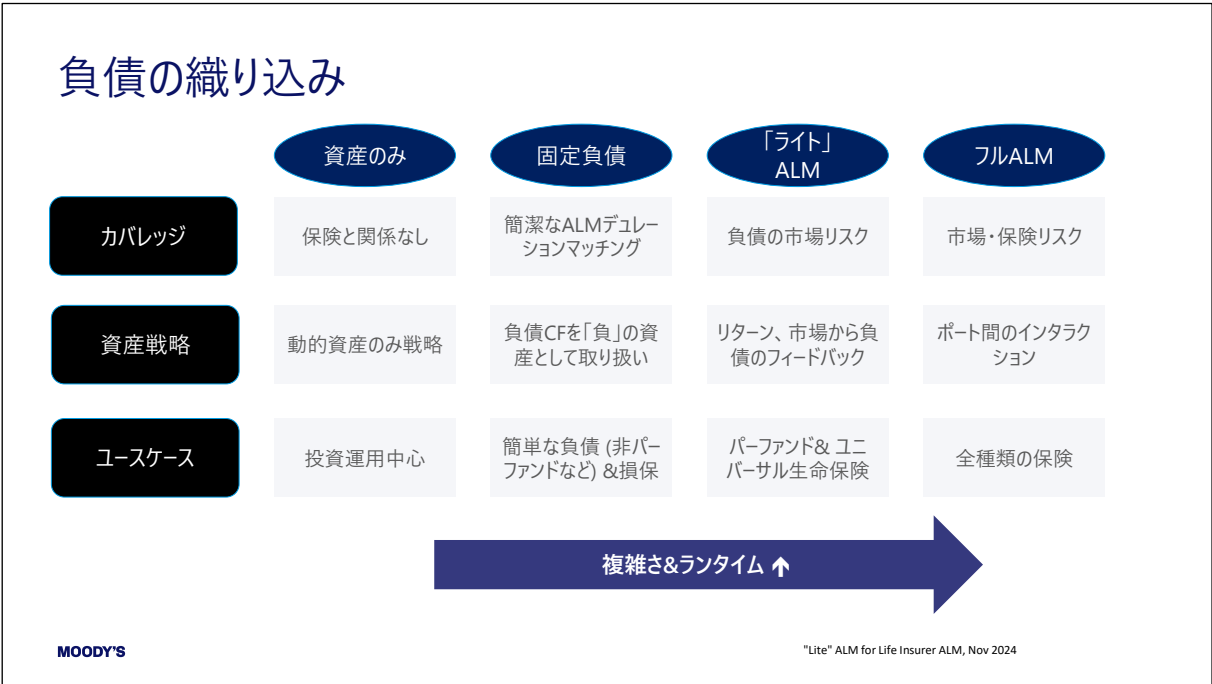 負債の織り込み
資産のみ
固定負債
「ライト」
ALM
フルALM
カバレッジ
保険と関係なし
簡潔なALMデュレー
ションマッチング
負債の市場リスク
市場・保険リスク
資産戦略
動的資産のみ戦略
負債CFを「負」の資
産として取り扱い
リターン、市場から負
債のフィードバック
ポート間のインタラク
ション
ユースケース
投資運用中心
簡単な負債 (非パー
ファンドなど) &損保
パーファンド& ユニ
バーサル生命保険
全種類の保険
複雑さ&ランタイム ↑
MOODY'S
"Lite" ALM for Life Insurer ALM, Nov 2024